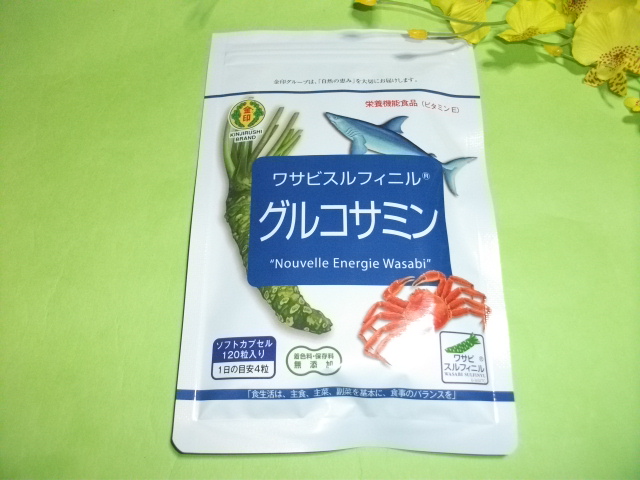 金印グループは、「自然の恵み」を大切にお届けします。
栄養機能食品（ビタミンE）
金印
KINJIRUSHI
BRAND
ワサビスルフィニル®
グルコサミン
“Nouvelle Energie Wasabi”
ソフトカプセル
120粒入り
1日の目安4粒
着色料・保存料
無添加
ワサビ®
スルフィニル
WASABI SULFINYL
「食生活は、主食、主菜、副菜を基本に、食事のバランスを」